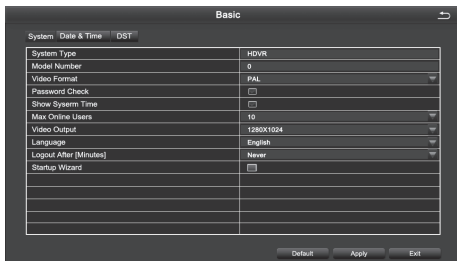 Basic
System Date & Time DST
System Type HDVR
Model Number 0
Video Format PAL
Password Check
Show Syserm Time
Max Online Users 10
Video Output 1280X1024
Language English
Logout After [Minutes] Never
Startup Wizard
Default Apply Exit